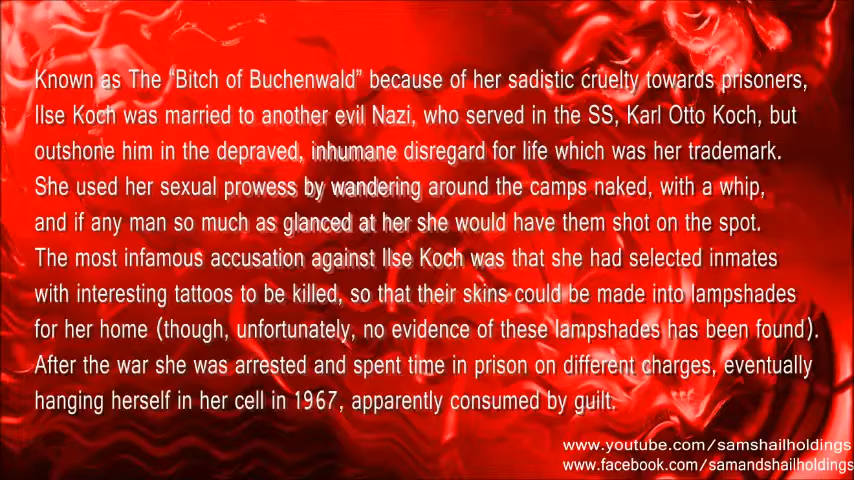 Known as The “Bitch of Buchenwald” because of her sadistic cruelty towards prisoners,
Ilse Koch was married to another evil Nazi, who served in the SS, Karl Otto Koch, but
outshone him in the depraved, inhumane disregard for life which was her trademark.
She used her sexual prowess by wandering around the camps naked, with a whip,
and if any man so much as glanced at her she would have them shot on the spot.
The most infamous accusation against Ilse Koch was that she had selected inmates
with interesting tattoos to be killed, so that their skins could be made into lampshades
for her home (though, unfortunately, no evidence of these lampshades has been found).
After the war she was arrested and spent time in prison on different charges, eventually
hanging herself in her cell in 1967, apparently consumed by guilt.
www.youtube.com/samshailholdings
www.facebook.com/samandshailholdings